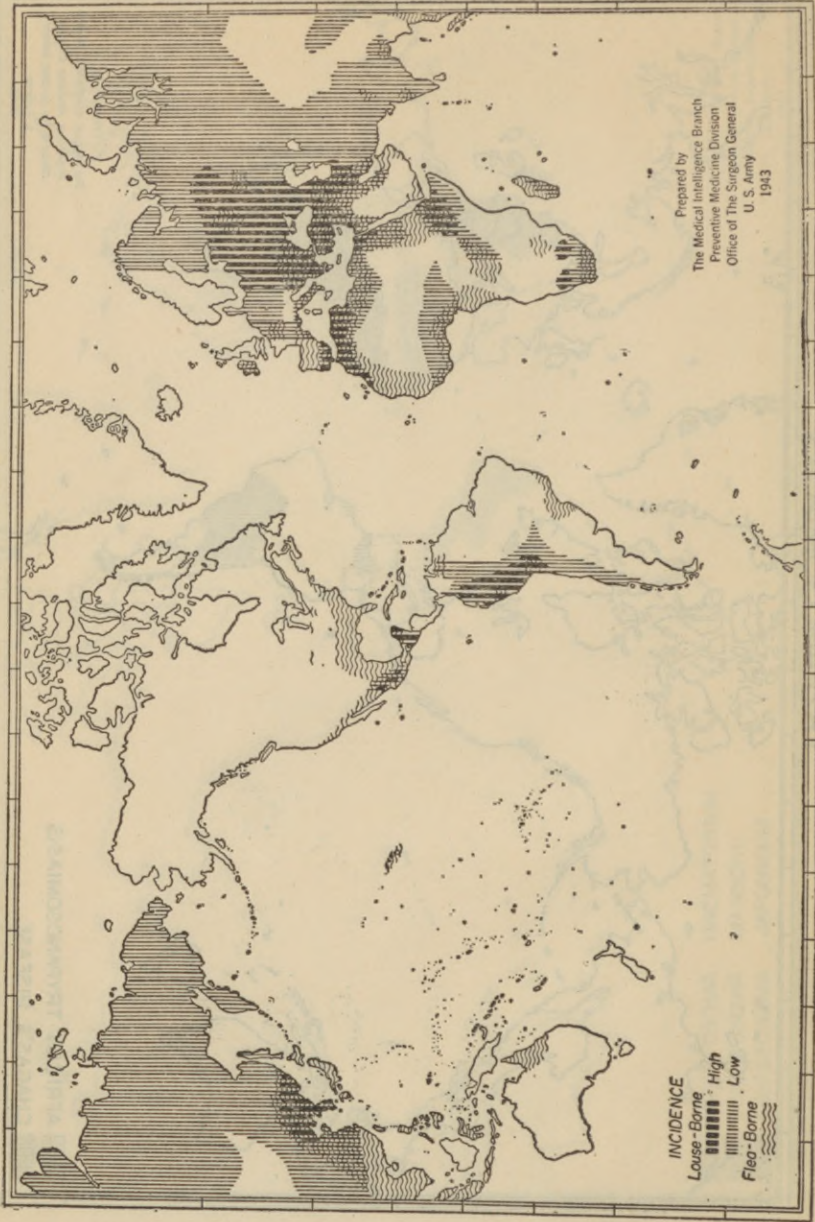 INCIDENCE
Louse-Borne
High
Low
Flea-Borne
Prepared by
The Medical Intelligence Branch
Preventive Medicine Division
Office of The Surgeon General
U. S. Army
1943